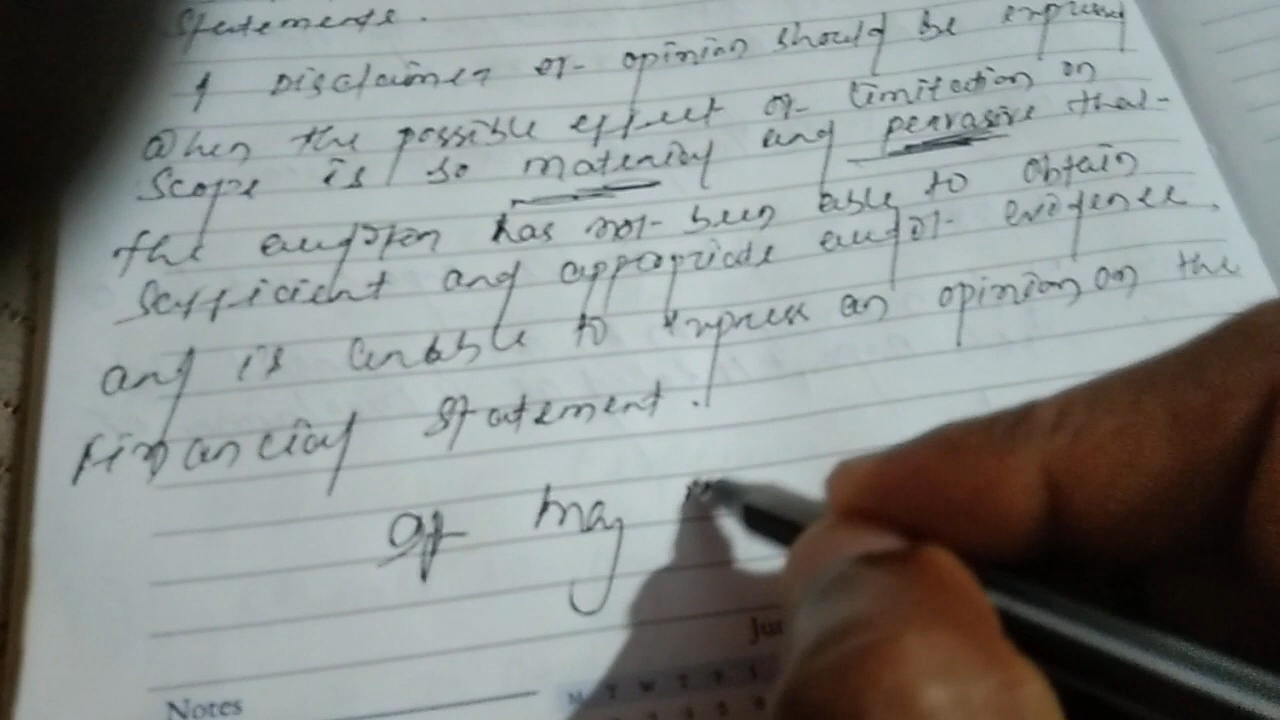 Statements.
A Disclaimer of opinion should be expressed
When the possible effect of limitation on
Scope is so material and pervasive that
the auditor has not been able to obtain
Sufficient and appropriate audit evidence
and is unable to express an opinion on the
Financial Statement.
It may
Jun
Notes
M T W T F S